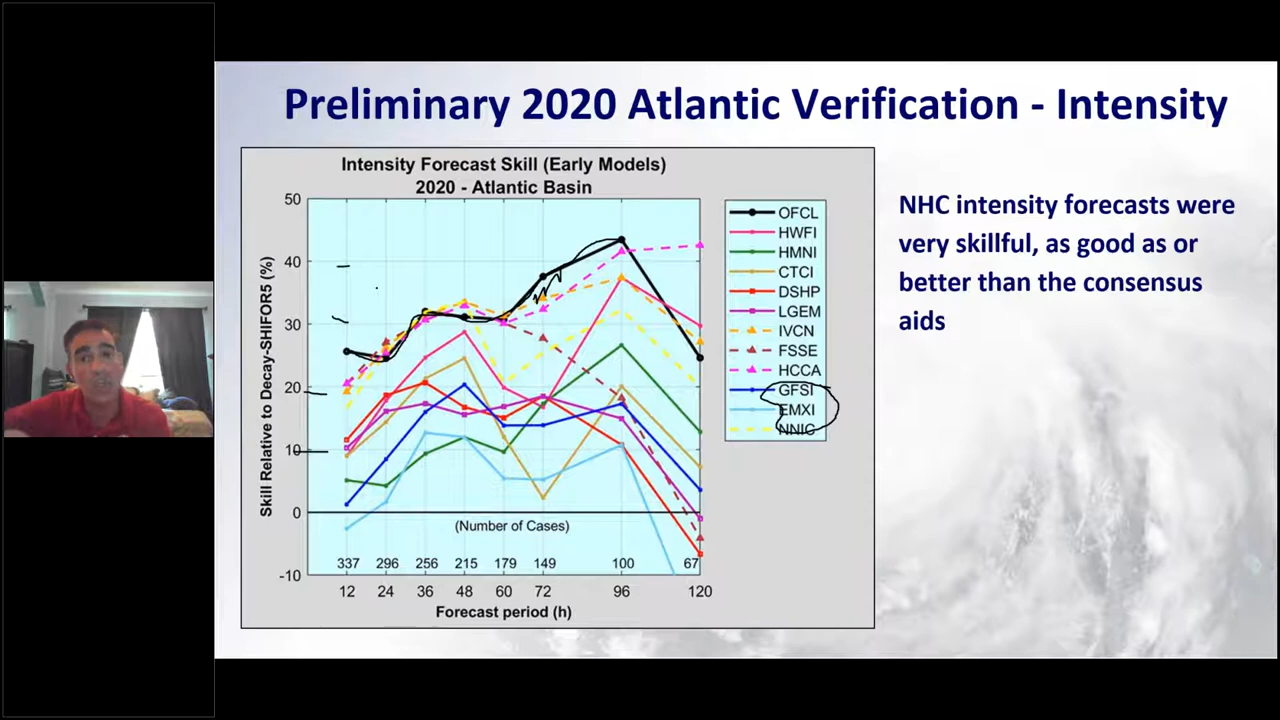 Preliminary 2020 Atlantic Verification - Intensity
Intensity Forecast Skill (Early Models)
2020 - Atlantic Basin
Skill Relative to Decay-SHIFOR5 (%)
50
40
30
20
10
0
-10
(Number of Cases)
337 296 256 215 179 149 100 67
12 24 36 48 60 72 96 120
Forecast period (h)
OFCL
HWFI
HMNI
CTCI
DSHP
LGEM
IVCN
FSSE
HCCA
GFSI
EMXI
NNIC
NHC intensity forecasts were
very skillful, as good as or
better than the consensus
aids